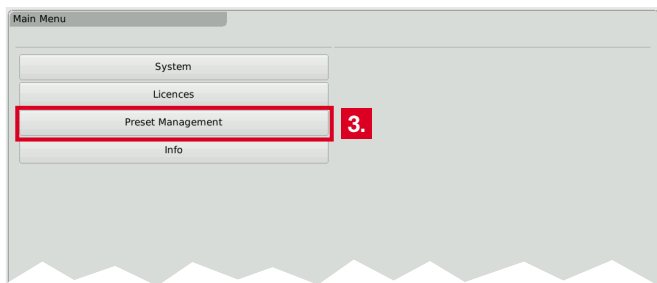 Main Menu
System
Licences
Preset Management
3.
Info